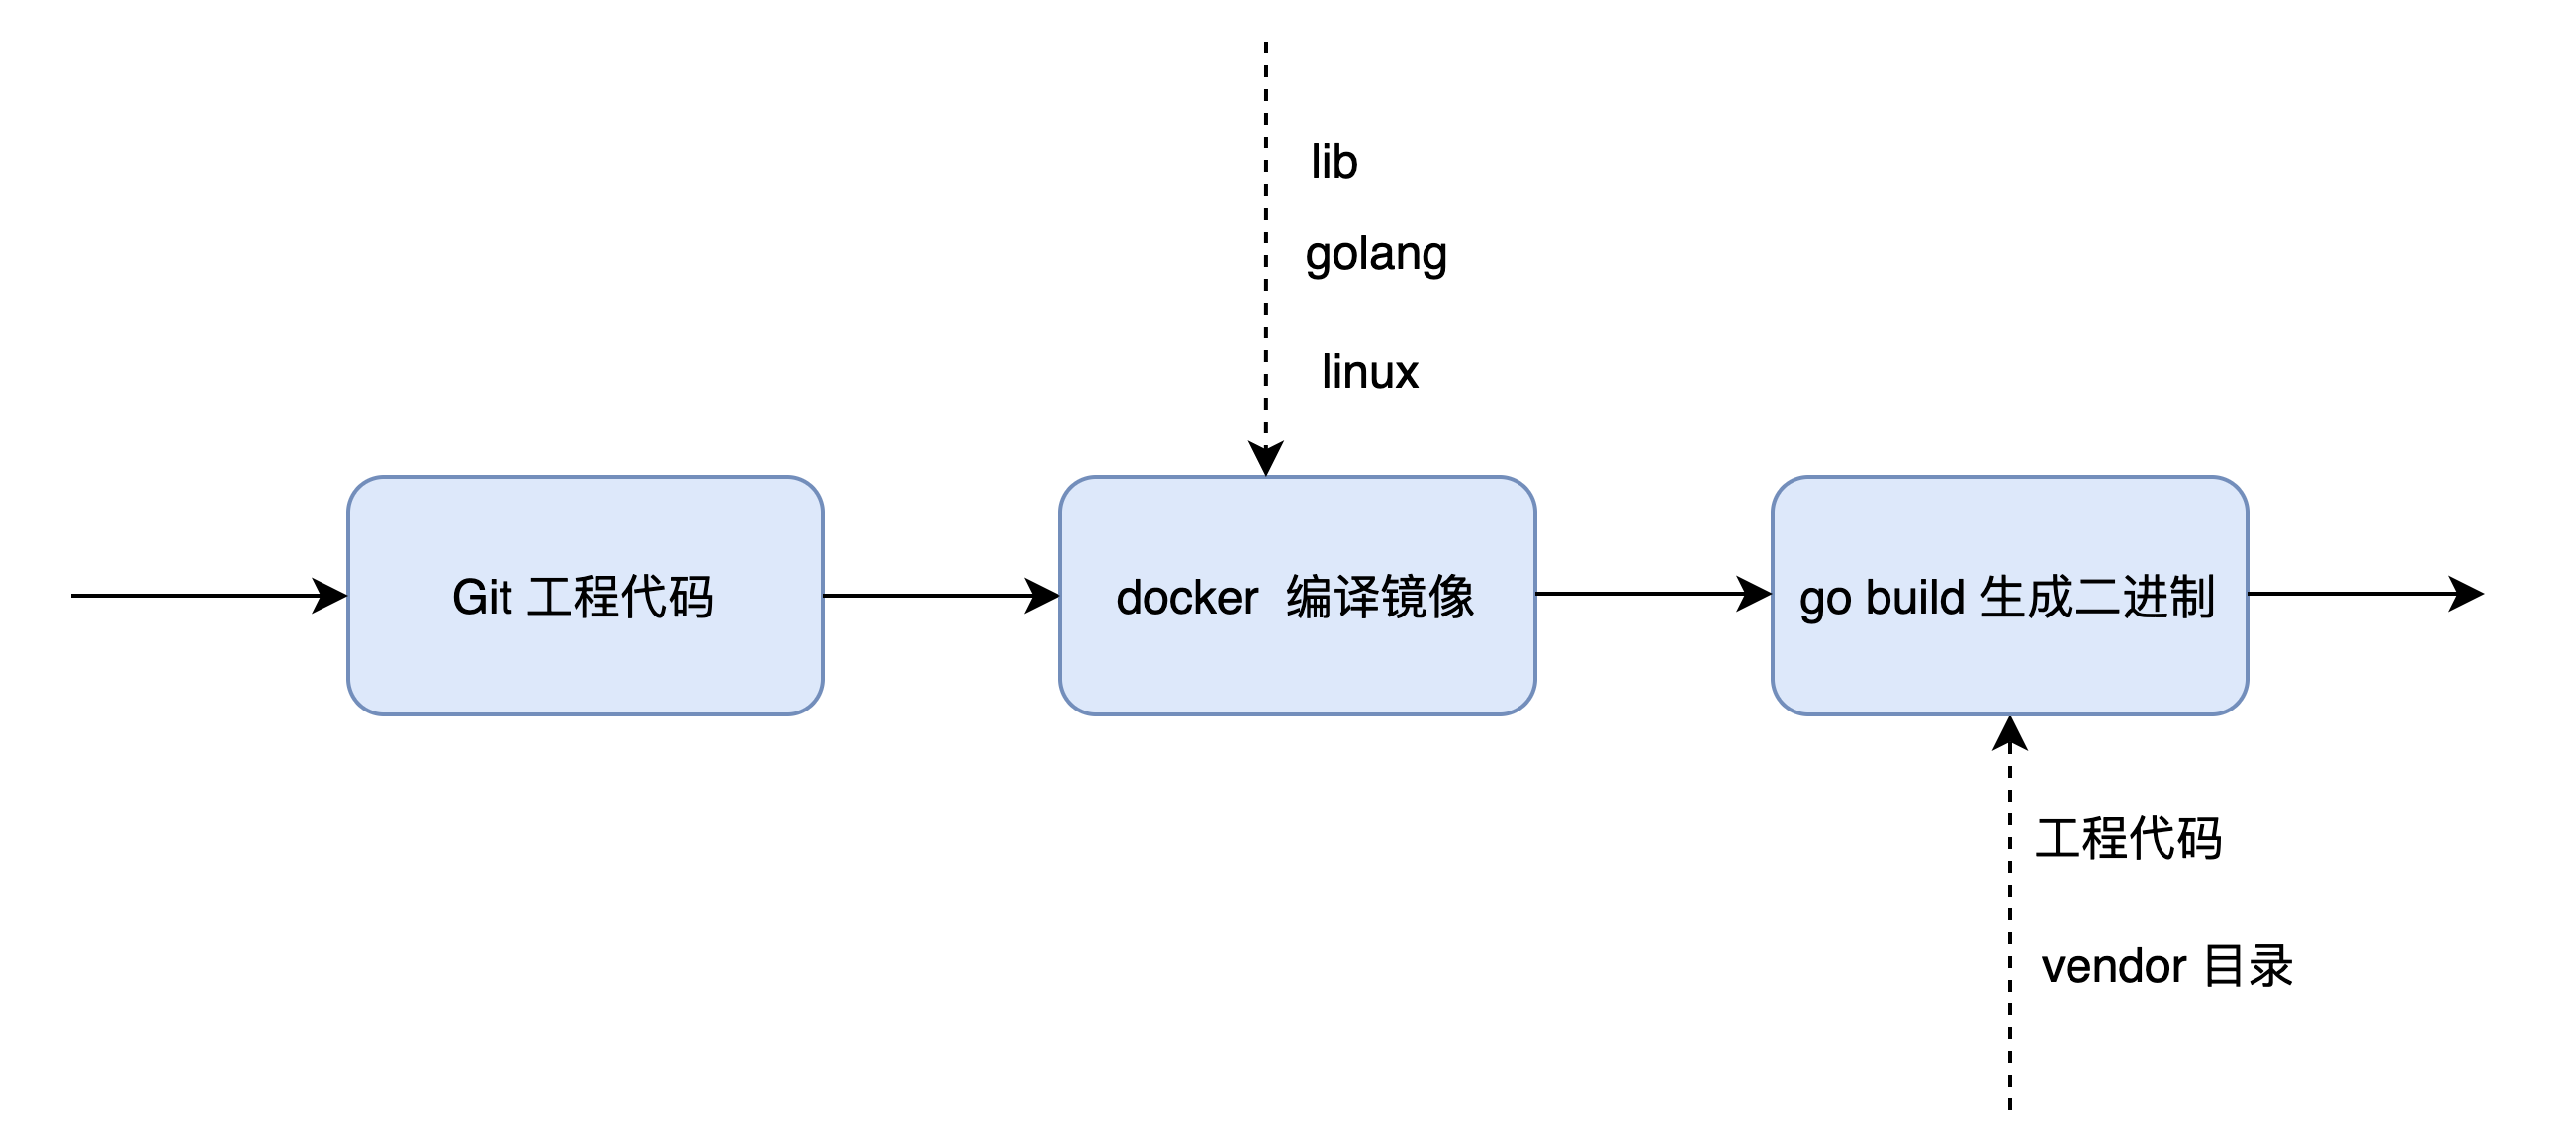 lib
golang
linux
Git 工程代码
docker 编译镜像
go build 生成二进制
工程代码
vendor 目录